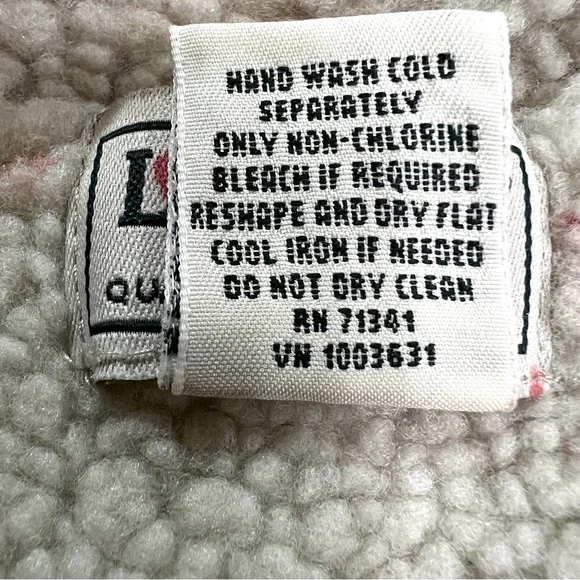 HAND WASH COLD
SEPARATELY
ONLY NON-CHLORINE
BLEACH IF REQUIRED
RESHAPE AND DRY FLAT
COOL IRON IF NEEDED
DO NOT DRY CLEAN
RN 71341
VN 1003631